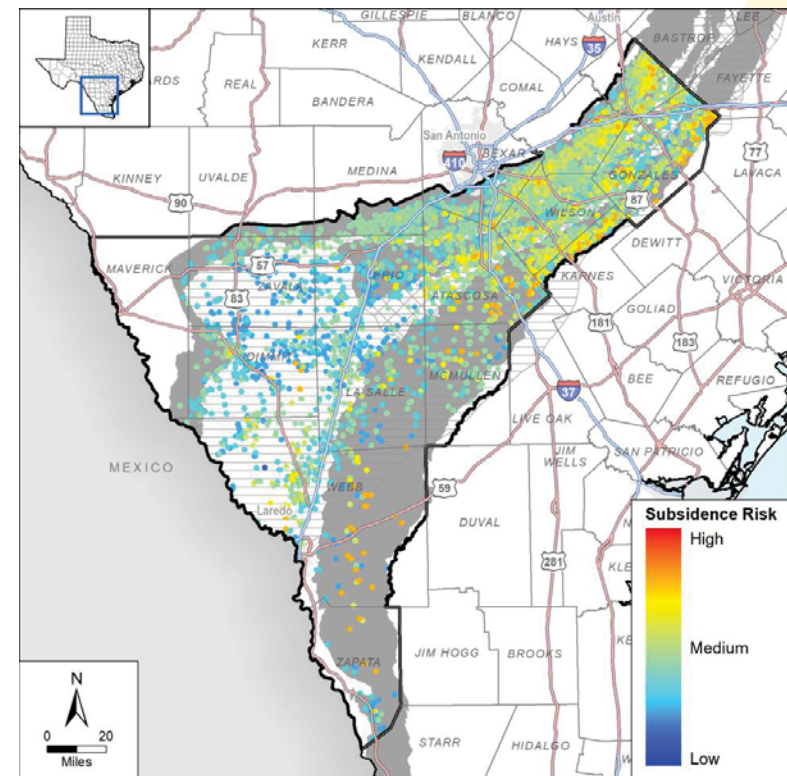 GILLESPIE
BLANCO
Austin
LEE
BASTROP
HAYS
35
KERR
KENDALL
FAYETTE
ARDS
REAL
COMAL
BANDERA
San Antonio
410
BEXAR
77
KINNEY
UVALDE
MEDINA
GONZALES
LAVACA
90
87
WILSON
DEWITT
MAVERICK
57
FRIO
KARNES
ZAVALA
ATASCOSA
VICTORIA
83
GOLIAD
181
183
DIMMIT
BEE
LA SALLE
MCMULLEN
REFUGIO
37
LIVE OAK
MEXICO
JIM
WELLS
SAN PATRICIO
WEBB
59
Laredo
DUVAL
Subsidence Risk
High
281
KLE
Medium
ZAPATA
JIM HOGG
BROOKS
KE
N
0 20
Miles
STARR
HIDALGO
Low